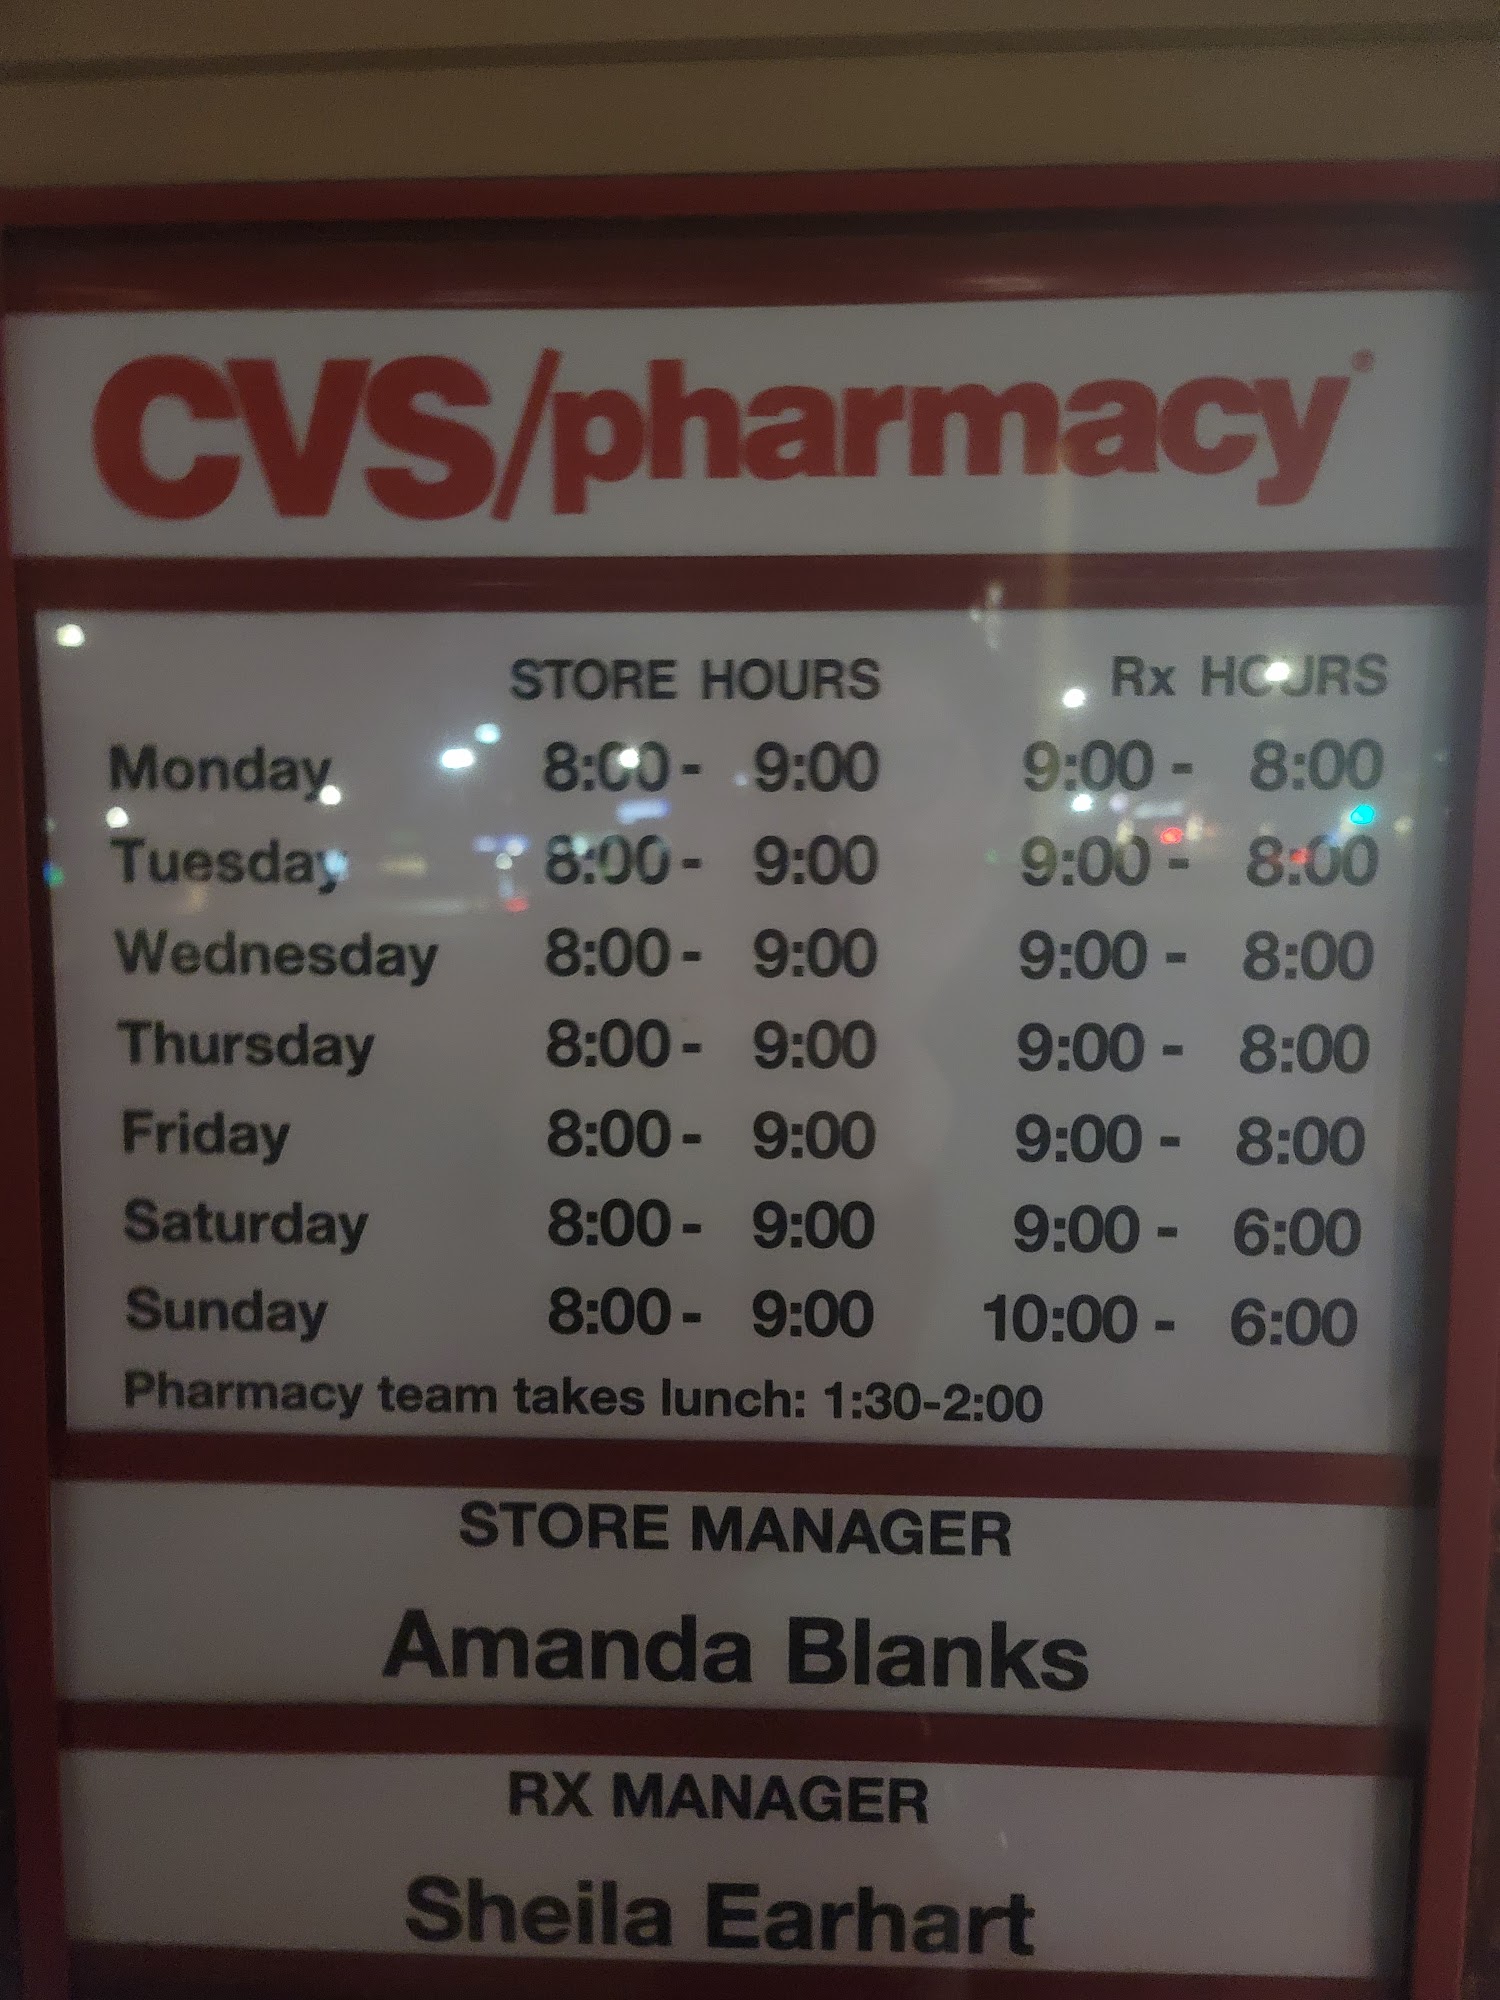 CVS/pharmacy®
STORE HOURS Rx HOURS
Monday 8:00 - 9:00 9:00 - 8:00
Tuesday 8:00 - 9:00 9:00 - 8:00
Wednesday 8:00 - 9:00 9:00 - 8:00
Thursday 8:00 - 9:00 9:00 - 8:00
Friday 8:00 - 9:00 9:00 - 8:00
Saturday 8:00 - 9:00 9:00 - 6:00
Sunday 8:00 - 9:00 10:00 - 6:00
Pharmacy team takes lunch: 1:30-2:00
STORE MANAGER
Amanda Blanks
RX MANAGER
Sheila Earhart